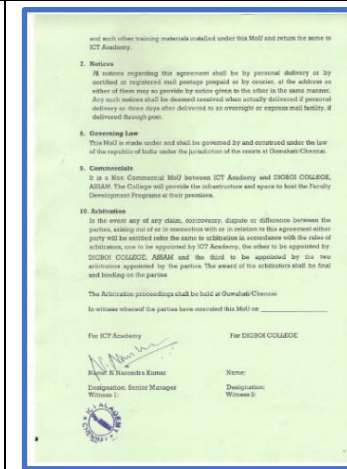 and such other training materials installed under this MoU and return the same to
ICT Academy.
7. Notices
All notices regarding this agreement shall be by personal delivery or by
certified or registered mail postage prepaid or by courier, at the address as
either of them may so provide by notice given to the other in the same manner.
Any such notices shall be deemed received when actually delivered if personal
delivery or three days after delivered to an overnight or express mail facility, if
delivered through post.
8. Governing Law
This MoU is made under and shall be governed by and construed under the law
of the republic of India under the jurisdiction of the courts at Guwahati/Chennai.
9. Commercials
It is a Non Commercial MoU between ICT Academy and DIGBOI COLLEGE,
ASSAM. The College will provide the infrastructure and space to host the Faculty
Development Programs at their premises.
10. Arbitration
In the event any of any claim, controversy, dispute or difference between the
parties, arising out of or in connection with or in relation to this agreement either
party will be entitled refer the same to arbitration in accordance with the rules of
arbitrators, one to be appointed by ICT Academy, the other to be appointed by
DIGBOI COLLEGE, ASSAM and the third to be appointed by the two
arbitrators appointed by the parties. The award of the arbitrators shall be final
and binding on the parties
The Arbitration proceedings shall be held at Guwahati/Chennai
In witness whereof the parties have executed this MoU on
For ICT Academy For DIGBOI COLLEGE
Name: Narendra Kumar Name:
Designation: Senior Manager Designation:
Witness 1: Witness 2: